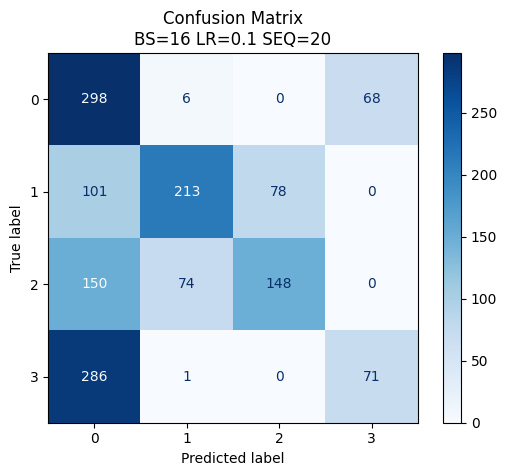 Confusion Matrix
BS=16 LR=0.1 SEQ=20
True label
0
298 6 0 68
1
101 213 78 0
2
150 74 148 0
3
286 1 0 71
0 1 2 3
Predicted label
250
200
150
100
50
0